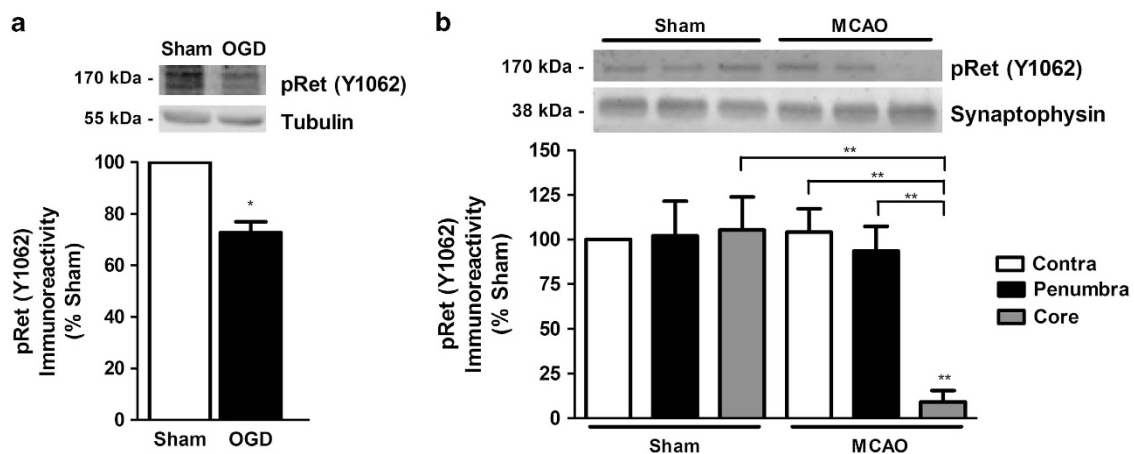 a
Sham OGD
170 kDa -
pRet (Y1062)
55 kDa -
Tubulin
pRet (Y1062)
Immunoreactivity
(% Sham)
100
80
60
40
20
0
*
Sham OGD
b
Sham MCAO
170 kDa -
pRet (Y1062)
38 kDa -
Synaptophysin
pRet (Y1062)
Immunoreactivity
(% Sham)
150
125
100
75
50
25
0
**
**
**
**
Contra
Penumbra
Core
Sham MCAO